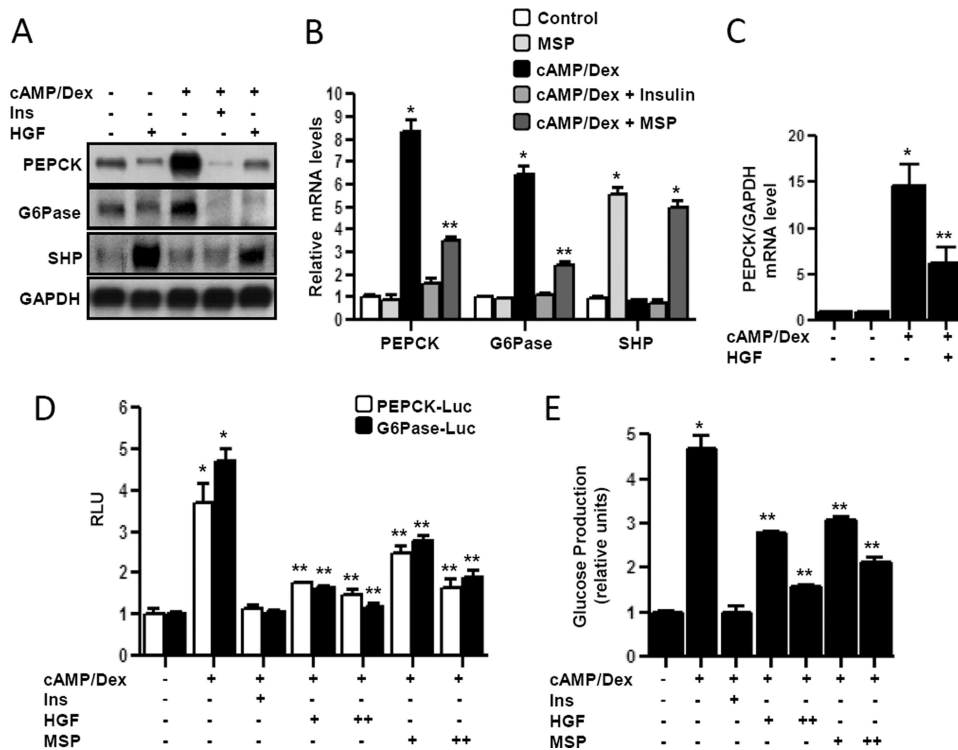 A
cAMP/Dex - - + + +
Ins - - - + -
HGF - + - - +
PEPCK
G6Pase
SHP
GAPDH
B
Control
MSP
cAMP/Dex
cAMP/Dex + Insulin
cAMP/Dex + MSP
Relative mRNA levels
10
9
8
7
6
5
4
3
2
1
0
* ** * ** * *
PEPCK G6Pase SHP
C
PEPCK/GAPDH
mRNA level
20
15
10
5
0
* **
cAMP/Dex - - + +
HGF - - - +
D
PEPCK-Luc
G6Pase-Luc
RLU
6
5
4
3
2
1
0
* * ** ** ** ** ** ** ** **
cAMP/Dex - + + + + + +
Ins - - + - - - -
HGF - - - + ++ - -
MSP - - - - - + ++
E
Glucose Production
(relative units)
5
4
3
2
1
0
* ** ** ** **
cAMP/Dex - + + + + + +
Ins - - + - - - -
HGF - - - + ++ - -
MSP - - - - - + ++